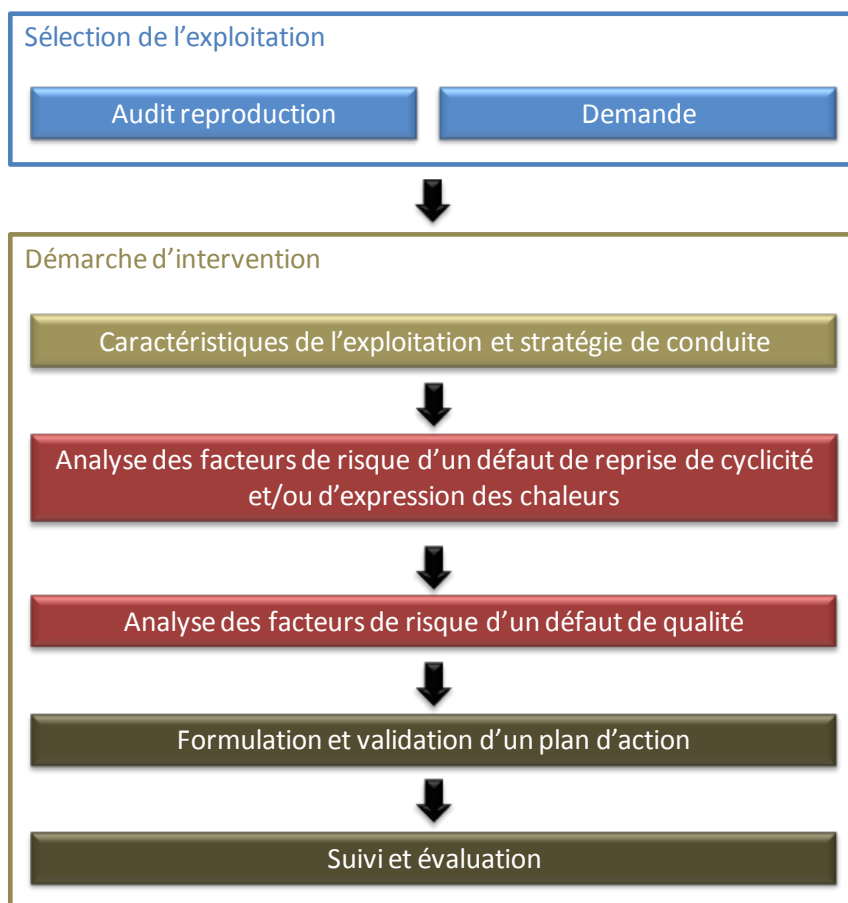 Sélection de l’exploitation
Audit reproduction
Demande
Démarche d’intervention
Caractéristiques de l’exploitation et stratégie de conduite
Analyse des facteurs de risque d’un défaut de reprise de cyclicité
et/ou d’expression des chaleurs
Analyse des facteurs de risque d’un défaut de qualité
Formulation et validation d’un plan d’action
Suivi et évaluation